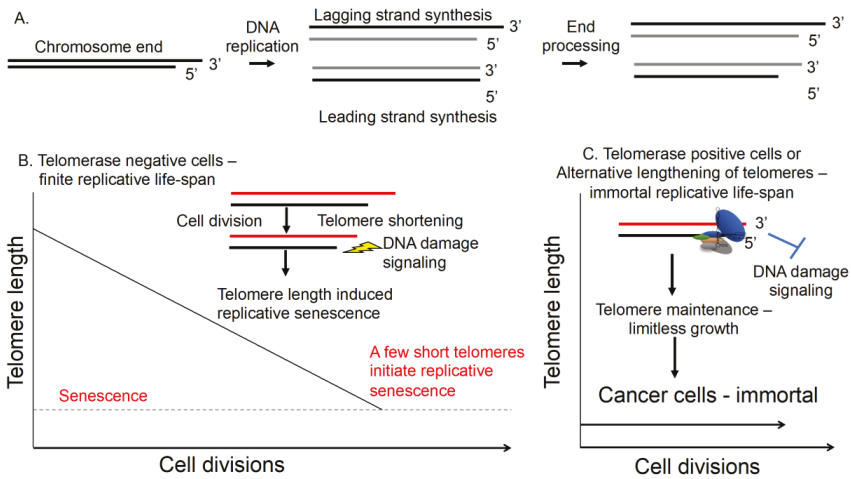 A.
Chromosome end
3’
5’
DNA
replication
Lagging strand synthesis
3’
5’
3’
5’
Leading strand synthesis
End
processing
3’
5’
3’
5’
B. Telomerase negative cells –
finite replicative life-span
Telomere length
Cell division
Telomere shortening
DNA damage
signaling
Telomere length induced
replicative senescence
A few short telomeres
initiate replicative
senescence
Senescence
Cell divisions
C. Telomerase positive cells or
Alternative lengthening of telomeres –
immortal replicative life-span
Telomere length
3’
5’
DNA damage
signaling
Telomere maintenance –
limitless growth
Cancer cells - immortal
Cell divisions